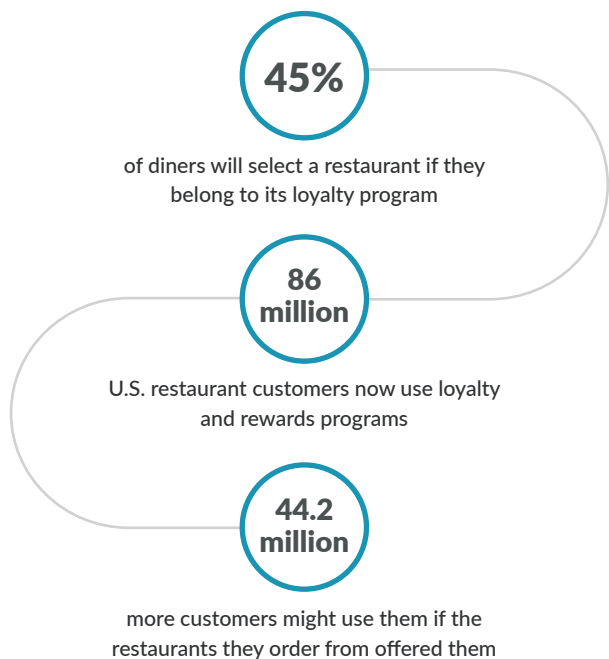 45%
of diners will select a restaurant if they
belong to its loyalty program
86
million
U.S. restaurant customers now use loyalty
and rewards programs
44.2
million
more customers might use them if the
restaurants they order from offered them